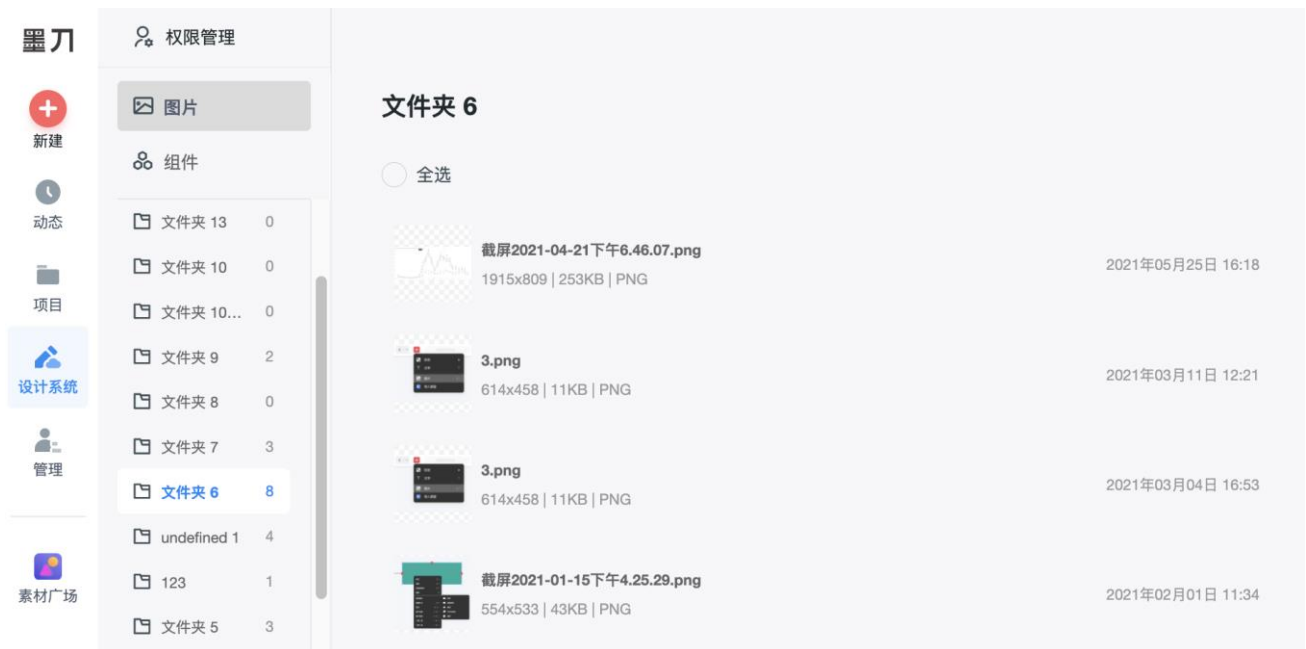 墨刀
新建
动态
项目
设计系统
管理
素材广场
权限管理
图片
组件
文件夹 13 0
文件夹 10 0
文件夹 10... 0
文件夹 9 2
文件夹 8 0
文件夹 7 3
文件夹 6 8
undefined 1 4
123 1
文件夹 5 3
文件夹 6
全选
截屏2021-04-21下午6.46.07.png
1915x809 | 253KB | PNG
2021年05月25日 16:18
3.png
614x458 | 11KB | PNG
2021年03月11日 12:21
3.png
614x458 | 11KB | PNG
2021年03月04日 16:53
截屏2021-01-15下午4.25.29.png
554x533 | 43KB | PNG
2021年02月01日 11:34